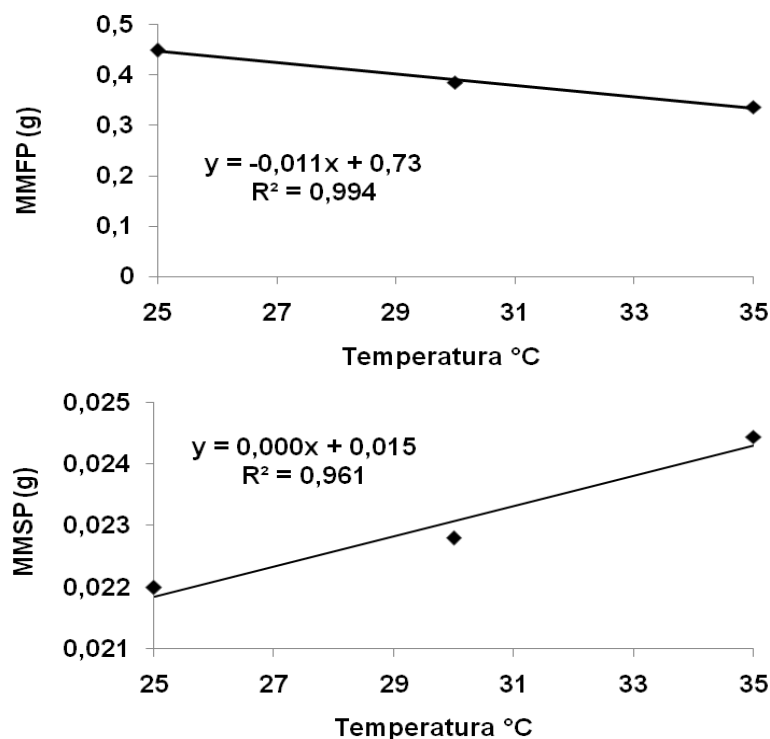 0,5
0,4
0,3
0,2
0,1
0
MMFP (g)
y = -0,011x + 0,73
R² = 0,994
25 27 29 31 33 35
Temperatura °C
0,025
0,024
0,023
0,022
0,021
MMSP (g)
y = 0,000x + 0,015
R² = 0,961
25 27 29 31 33 35
Temperatura °C